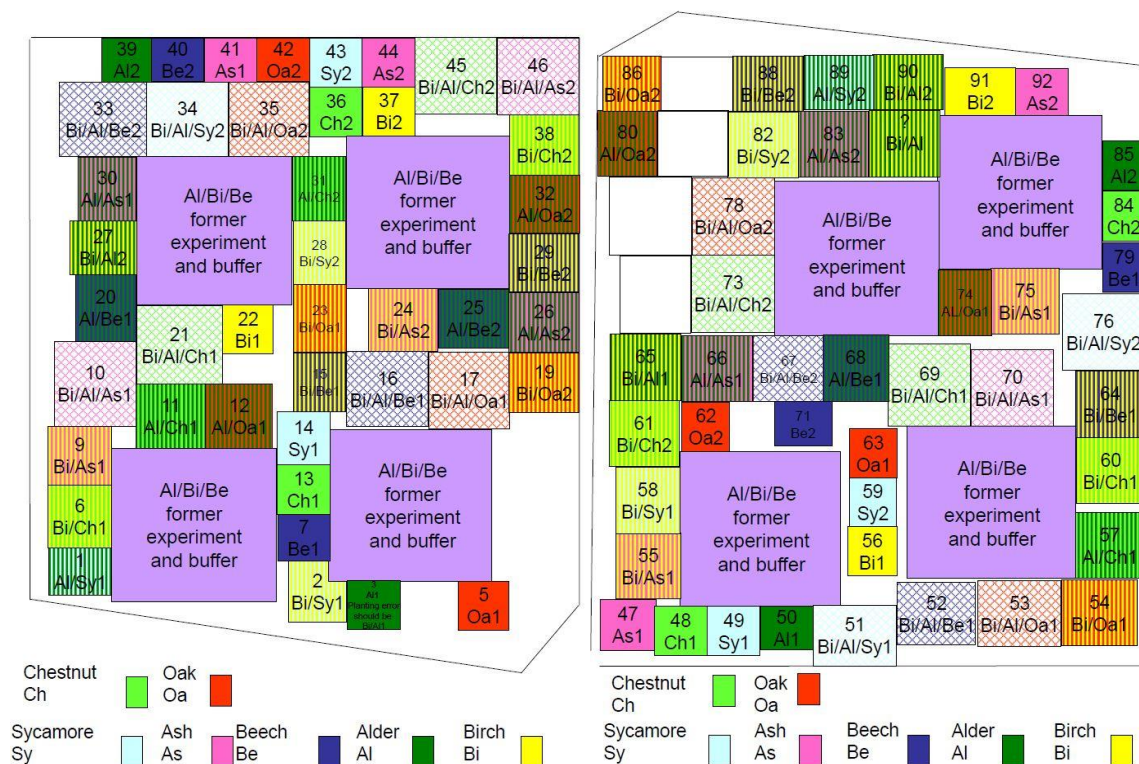 39
Al2
40
Be2
41
As1
42
Oa2
43
Sy2
44
As2
45
Bi/Al/Ch2
46
Bi/Al/As2
33
Bi/Al/Be2
34
Bi/Al/Sy2
35
Bi/Al/Oa2
36
Ch2
37
Bi2
38
Bi/Ch2
30
Al/As1
Al/Bi/Be
former
experiment
and buffer
31
Al/Ch2
Al/Bi/Be
former
experiment
and buffer
32
Al/Oa2
27
Bi/Al2
28
Bi/Sy2
29
Bi/Be2
20
Al/Be1
21
Bi/Al/Ch1
22
Bi1
23
Bi/Oa1
24
Bi/As2
25
Al/Be2
26
Al/As2
10
Bi/Al/As1
11
Al/Ch1
12
Al/Oa1
15
Bi/Be1
16
Bi/Al/Be1
17
Bi/Al/Oa1
19
Bi/Oa2
9
Bi/As1
14
Sy1
Al/Bi/Be
former
experiment
and buffer
Al/Bi/Be
former
experiment
and buffer
13
Ch1
6
Bi/Ch1
7
Be1
1
Al/Sy1
2
Bi/Sy1
3
Al1
Planting error
should be
Bi/Al1
5
Oa1
Chestnut
Ch
Oak
Oa
Sycamore
Sy
Ash
As
Beech
Be
Alder
Al
Birch
Bi
86
Bi/Oa2
88
Bi/Be2
89
Al/Sy2
90
Bi/Al2
91
Bi2
92
As2
80
Al/Oa2
82
Bi/Sy2
83
Al/As2
?
Bi/Al
Al/Bi/Be
former
experiment
and buffer
85
Al2
84
Ch2
79
Be1
78
Bi/Al/Oa2
Al/Bi/Be
former
experiment
and buffer
73
Bi/Al/Ch2
74
AL/Oa1
75
Bi/As1
76
Bi/Al/Sy2
65
Bi/Al1
66
Al/As1
67
Bi/Al/Be2
68
Al/Be1
69
Bi/Al/Ch1
70
Bi/Al/As1
64
Bi/Be1
61
Bi/Ch2
62
Oa2
71
Be2
63
Oa1
Al/Bi/Be
former
experiment
and buffer
Al/Bi/Be
former
experiment
and buffer
60
Bi/Ch1
58
Bi/Sy1
59
Sy2
55
Bi/As1
56
Bi1
57
Al/Ch1
47
As1
48
Ch1
49
Sy1
50
Al1
51
Bi/Al/Sy1
52
Bi/Al/Be1
53
Bi/Al/Oa1
54
Bi/Oa1
Chestnut
Ch
Oak
Oa
Sycamore
Sy
Ash
As
Beech
Be
Alder
Al
Birch
Bi